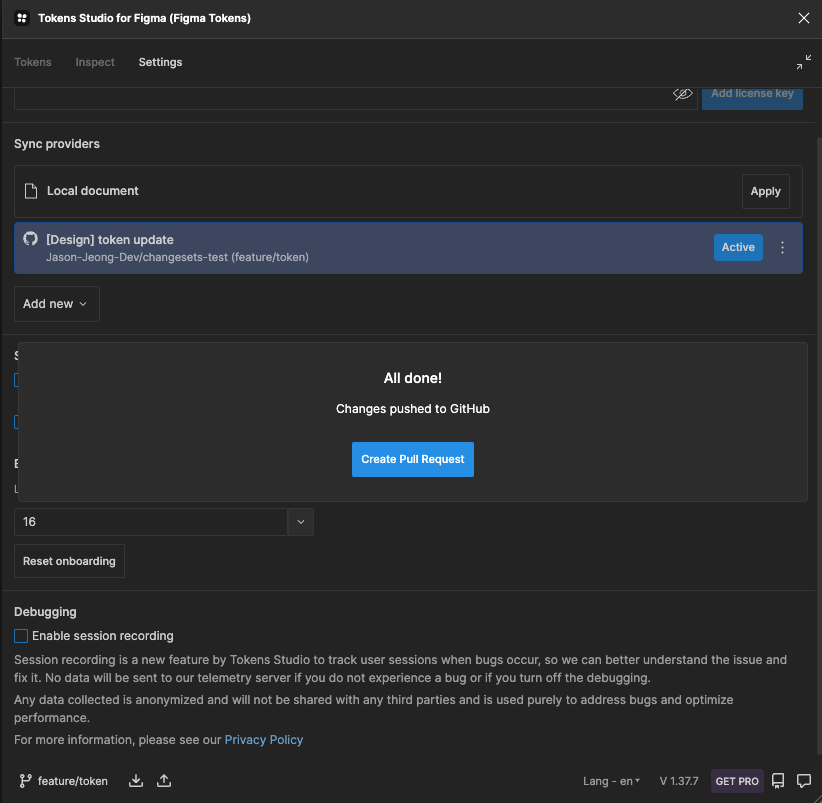 Tokens Studio for Figma (Figma Tokens)
Tokens Inspect Settings
Add license key
Sync providers
Local document
Apply
[Design] token update
Jason-Jeong-Dev/changesets-test (feature/token)
Active
Add new
All done!
Changes pushed to GitHub
Create Pull Request
16
Reset onboarding
Debugging
Enable session recording
Session recording is a new feature by Tokens Studio to track user sessions when bugs occur, so we can better understand the issue and
fix it. No data will be sent to our telemetry server if you do not experience a bug or if you turn off the debugging.
Any data collected is anonymized and will not be shared with any third parties and is used purely to address bugs and optimize
performance.
For more information, please see our Privacy Policy
feature/token Lang - en V 1.37.7 GET PRO